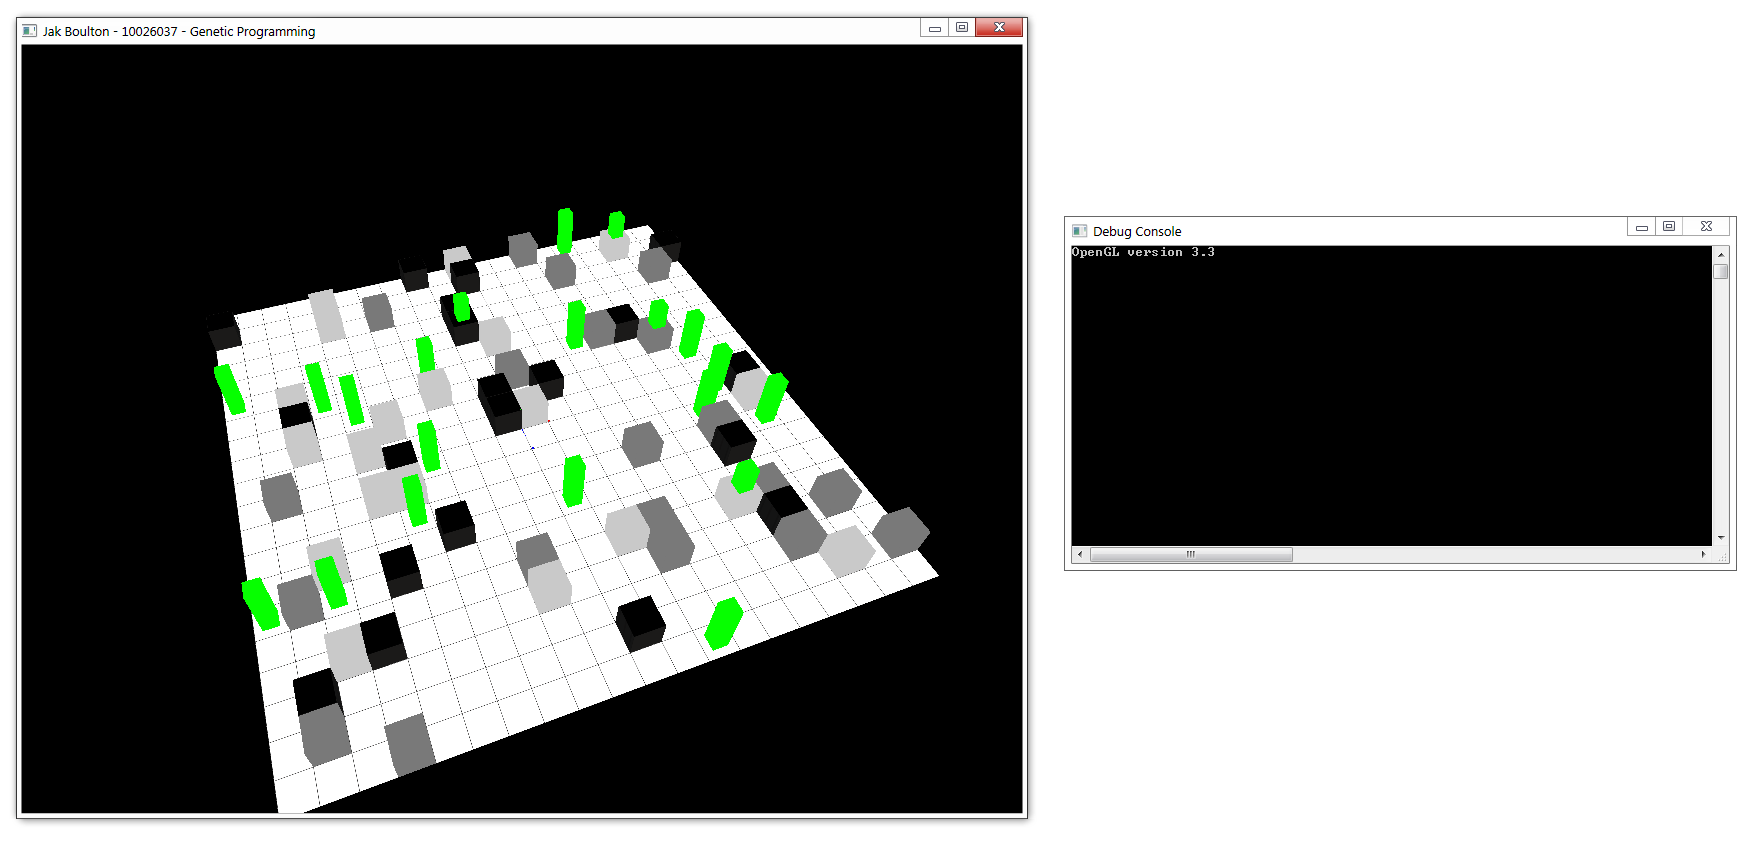 Jak Boulton - 10026037 - Genetic Programming
Debug Console
OpenGL version 3.3